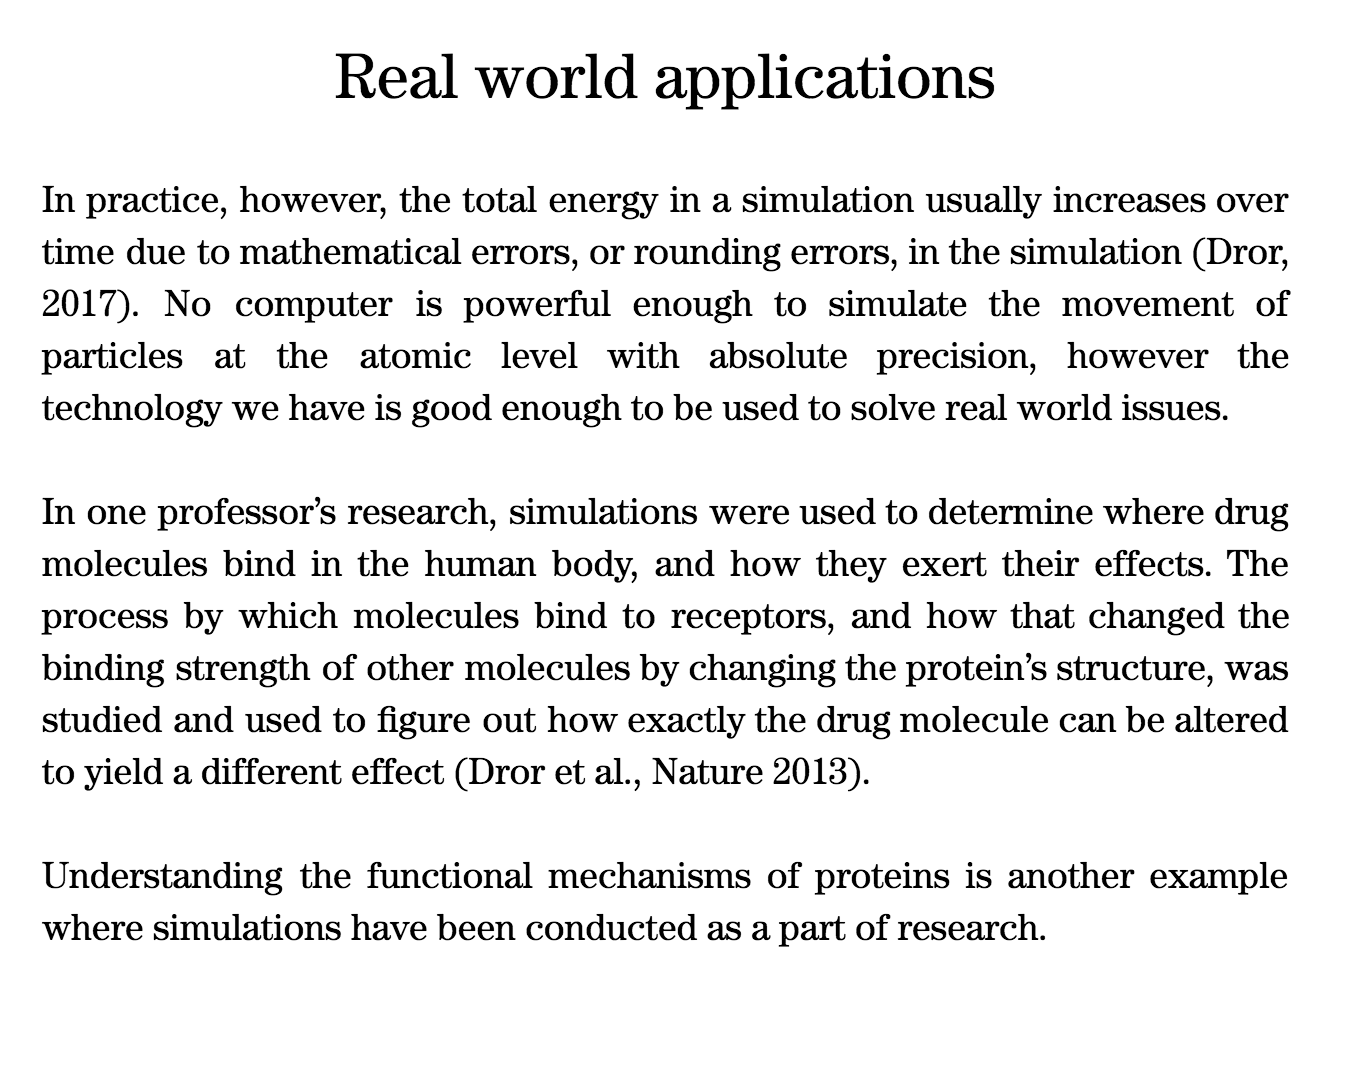 Real world applications
In practice, however, the total energy in a simulation usually increases over
time due to mathematical errors, or rounding errors, in the simulation (Dror,
2017). No computer is powerful enough to simulate the movement of
particles at the atomic level with absolute precision, however the
technology we have is good enough to be used to solve real world issues.
In one professor’s research, simulations were used to determine where drug
molecules bind in the human body, and how they exert their effects. The
process by which molecules bind to receptors, and how that changed the
binding strength of other molecules by changing the protein’s structure, was
studied and used to figure out how exactly the drug molecule can be altered
to yield a different effect (Dror et al., Nature 2013).
Understanding the functional mechanisms of proteins is another example
where simulations have been conducted as a part of research.